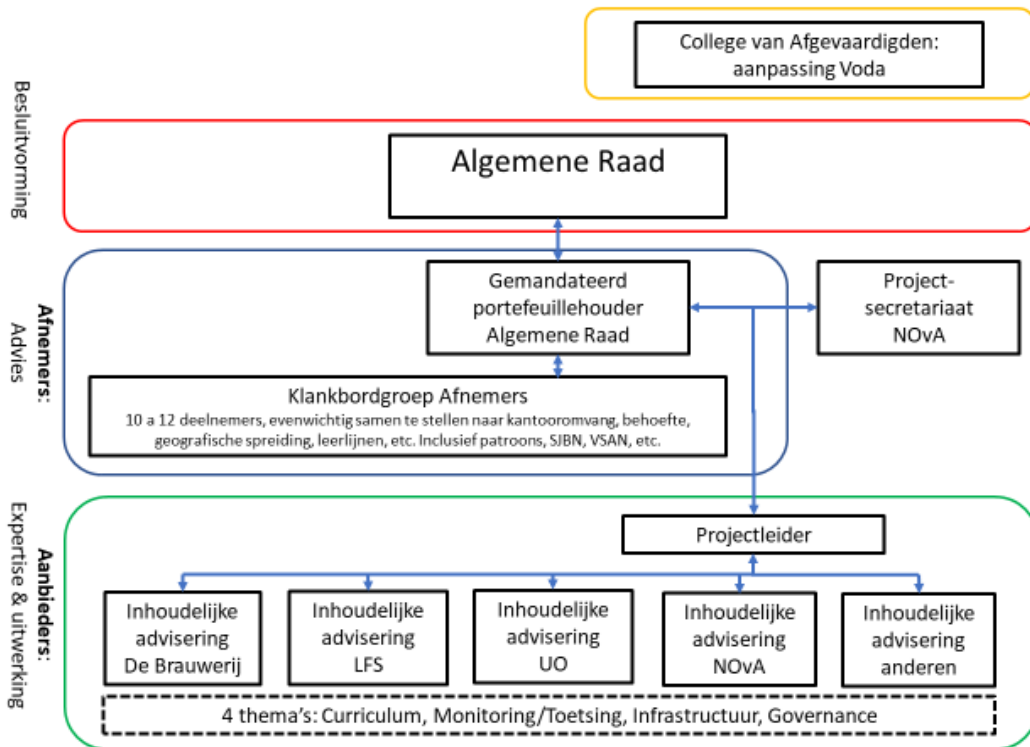 College van Afgevaardigden:
aanpassing Voda
Besluitvorming
Algemene Raad
Afnemers:
Advies
Gemandateerd
portefeuillehouder
Algemene Raad
Project-
secretariaat
NOvA
Klankbordgroep Afnemers
10 a 12 deelnemers, evenwichtig samen te stellen naar kantooromvang, behoefte,
geografische spreiding, leerlijnen, etc. Inclusief patroons, SJBN, VSAN, etc.
Aanbieders:
Expertise & uitwerking
Projectleider
Inhoudelijke
advisering
De Brauwerij
Inhoudelijke
advisering
LFS
Inhoudelijke
advisering
UO
Inhoudelijke
advisering
NOvA
Inhoudelijke
advisering
anderen
4 thema's: Curriculum, Monitoring/Toetsing, Infrastructuur, Governance